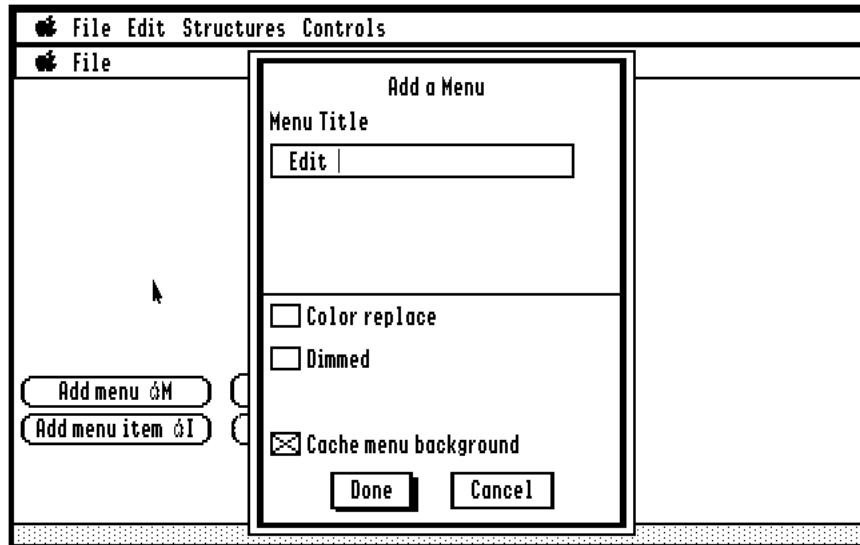 File Edit Structures Controls
File
Add a Menu
Menu Title
Edit
Color replace
Dimmed
Add menu M
Add menu item I
Cache menu background
Done Cancel